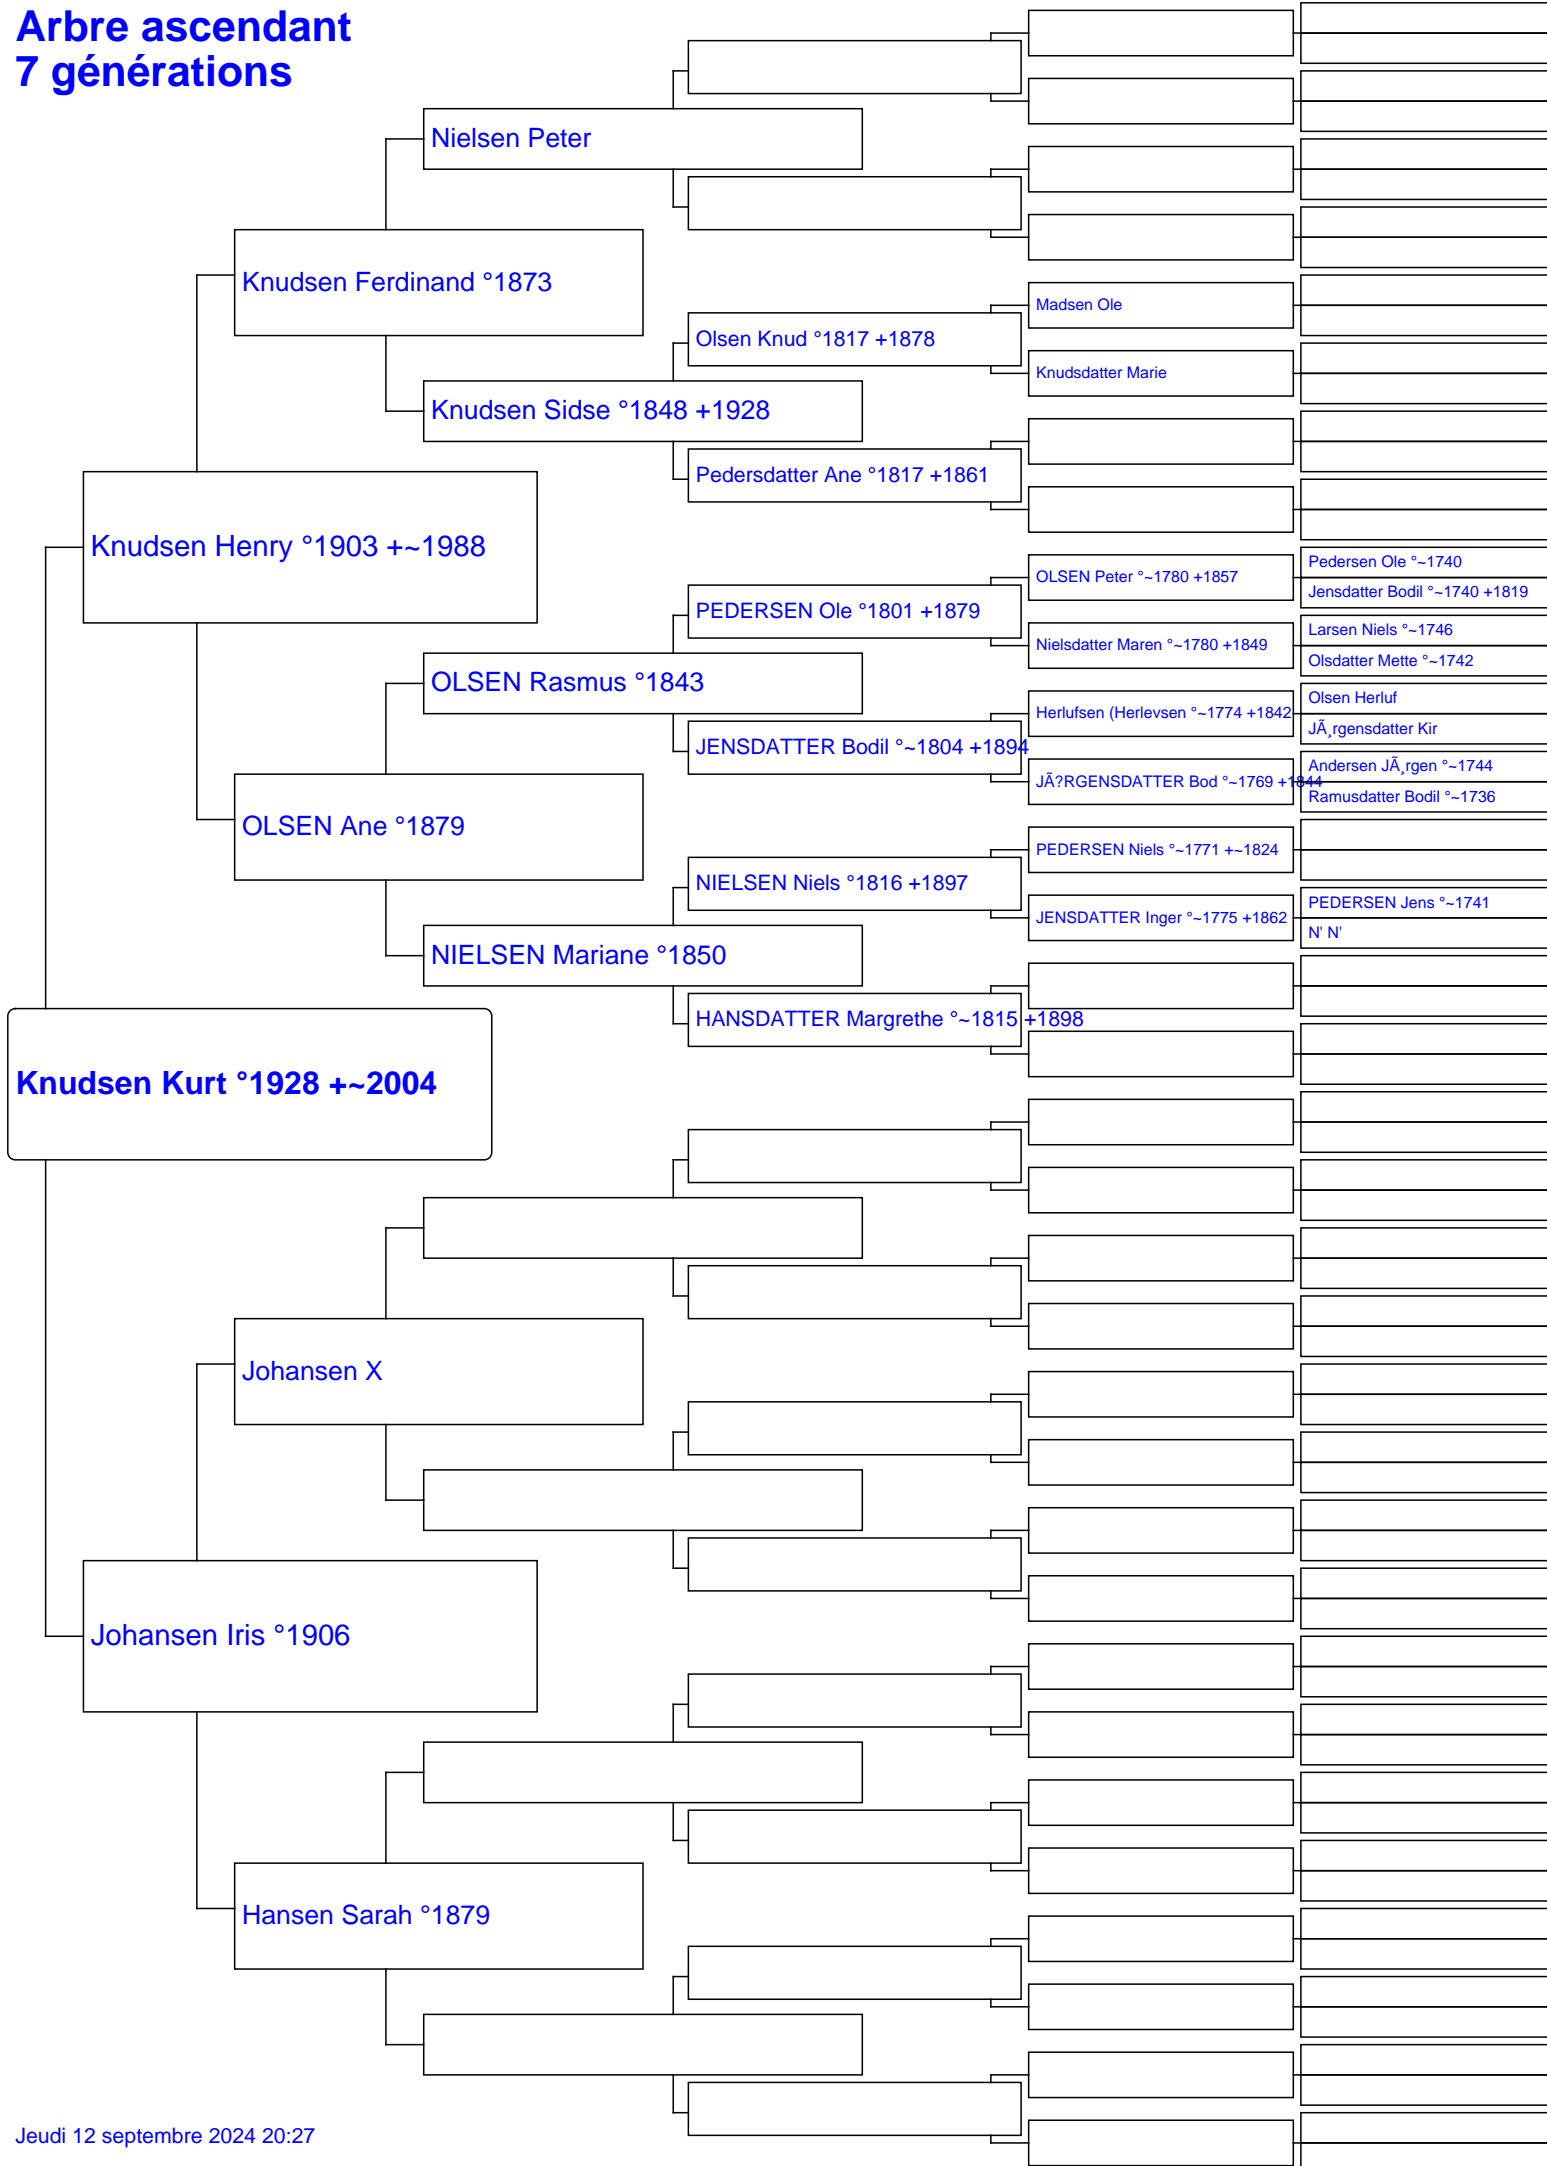 Arbre ascendant
7 générations
Nielsen Peter
Knudsen Ferdinand °1873
Madsen Ole
Olsen Knud °1817 +1878
Knudsdatter Marie
Knudsen Sidse °1848 +1928
Pedersdatter Ane °1817 +1861
Knudsen Henry °1903 +~1988
Pedersen Ole °~1740
OLSEN Peter °~1780 +1857
Jensdatter Bodil °~1740 +1819
PEDERSEN Ole °1801 +1879
Larsen Niels °~1746
Nielsdatter Maren °~1780 +1849
Olsdatter Mette °~1742
OLSEN Rasmus °1843
Olsen Herluf
Herlufsen (Herlevsen °~1774 +1842
JÃ¸rgensdatter Kir
JENSDATTER Bodil °~1804 +1894
Andersen JÃ¸rgen °~1744
JÃ?RGENSDATTER Bod °~1769 +1844
Ramusdatter Bodil °~1736
OLSEN Ane °1879
PEDERSEN Niels °~1771 +~1824
NIELSEN Niels °1816 +1897
PEDERSEN Jens °~1741
JENSDATTER Inger °~1775 +1862
N' N'
NIELSEN Mariane °1850
HANSDATTER Margrethe °~1815 +1898
Knudsen Kurt °1928 +~2004
Johansen X
Johansen Iris °1906
Hansen Sarah °1879
Jeudi 12 septembre 2024 20:27